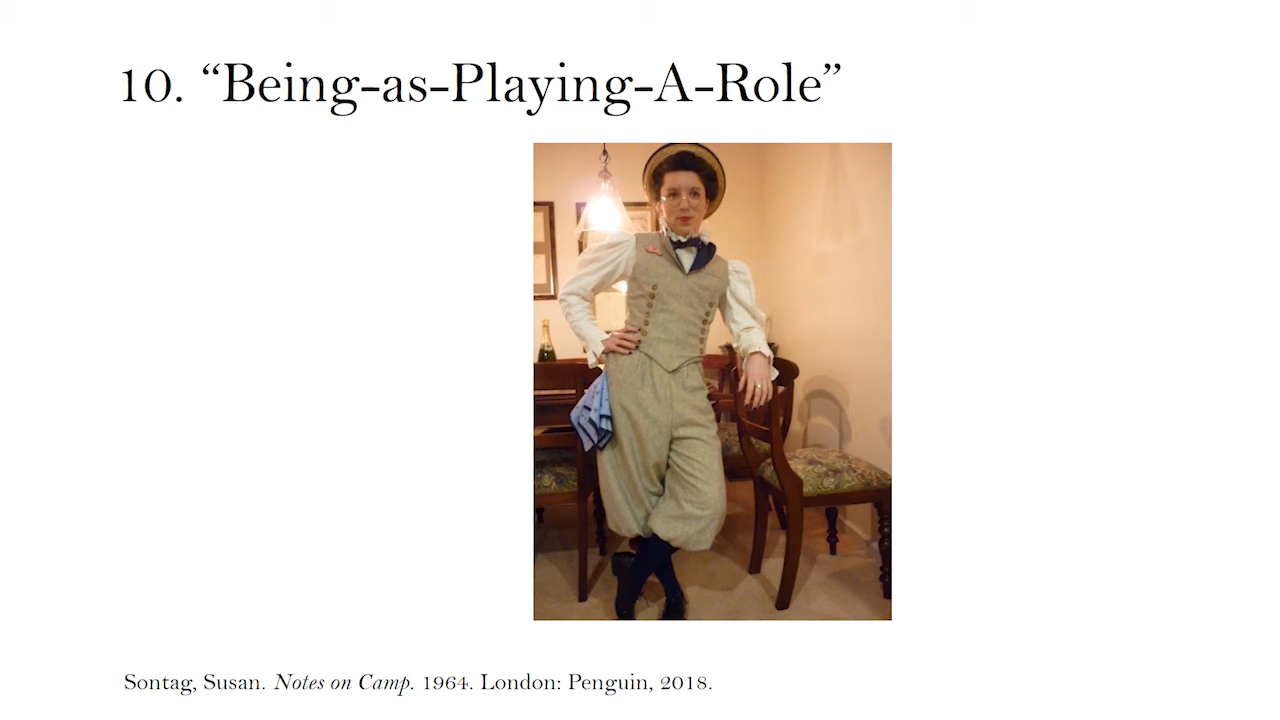 10. “Being-as-Playing-A-Role”
Sontag, Susan. Notes on Camp. 1964. London: Penguin, 2018.